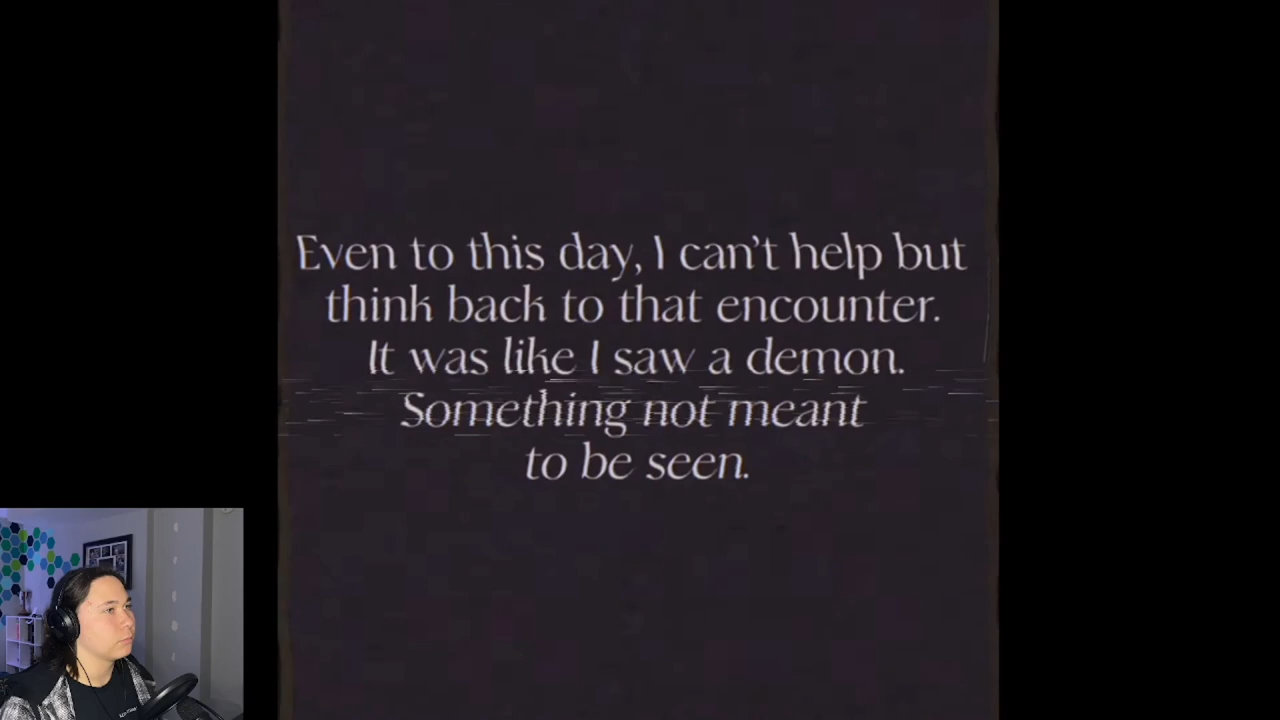 Even to this day, I can't help but
think back to that encounter.
It was like I saw a demon.
Something not meant
to be seen.